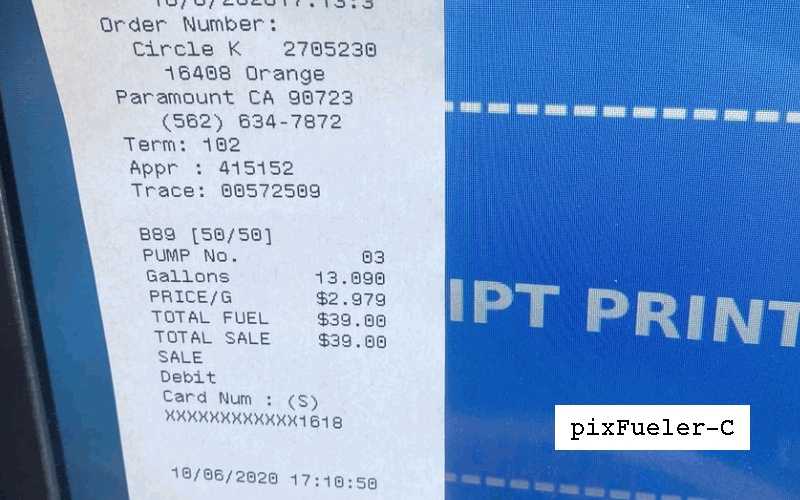 Order Number:
Circle K 2705230
16408 Orange
Paramount CA 90723
(562) 634-7872
Term: 102
Appr : 415152
Trace: 00572509
B89 [50/50]
PUMP No. 03
Gallons 13.090
PRICE/G $2.979
TOTAL FUEL $39.00
TOTAL SALE $39.00
SALE
Debit
Card Num : (S)
XXXXXXXXXXXX1618
10/06/2020 17:10:50
IPT PRINT
pixFueler-C